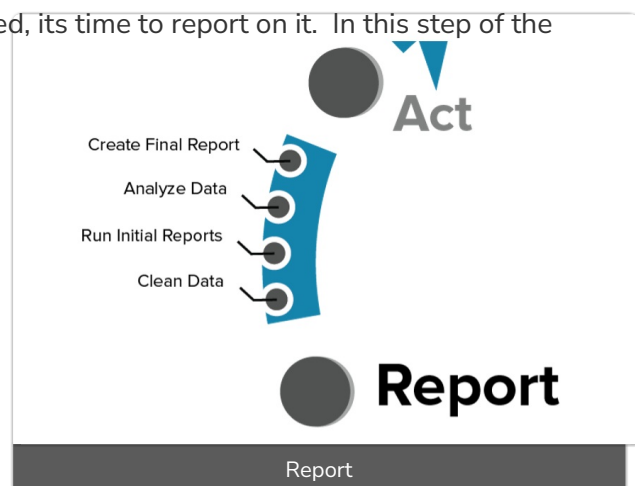 ed, its time to report on it. In this step of the
Act
Create Final Report
Analyze Data
Run Initial Reports
Clean Data
Report
Report